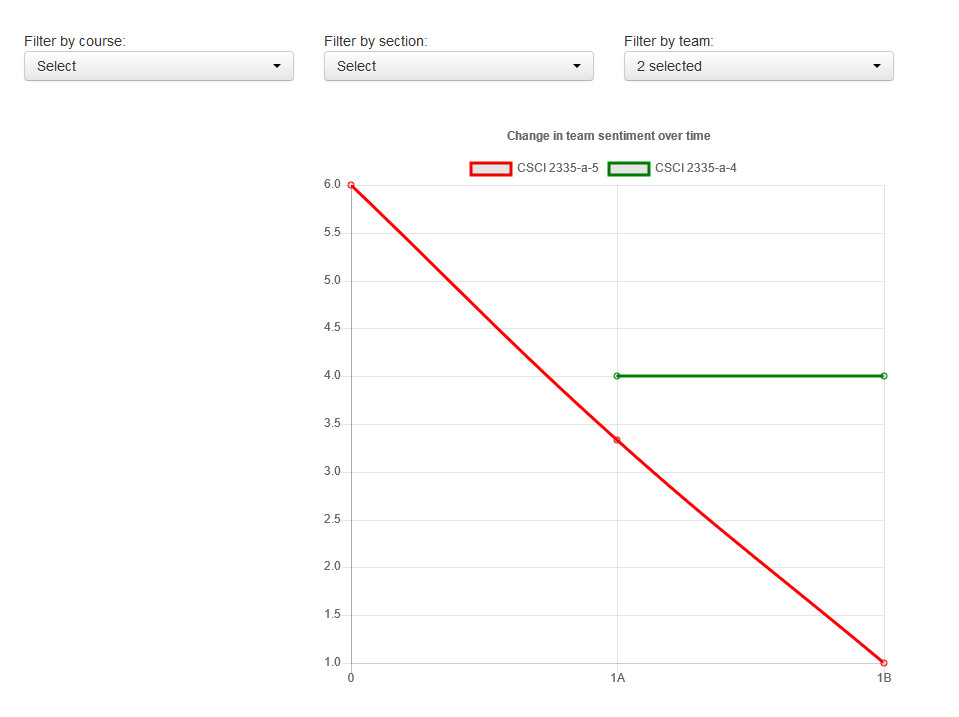 Filter by course: Filter by section: Filter by team:
Select Select 2 selected
Change in team sentiment over time
CSCI 2335-a-5 CSCI 2335-a-4
6.0
5.5
5.0
4.5
4.0
3.5
3.0
2.5
2.0
1.5
1.0
0 1A 1B